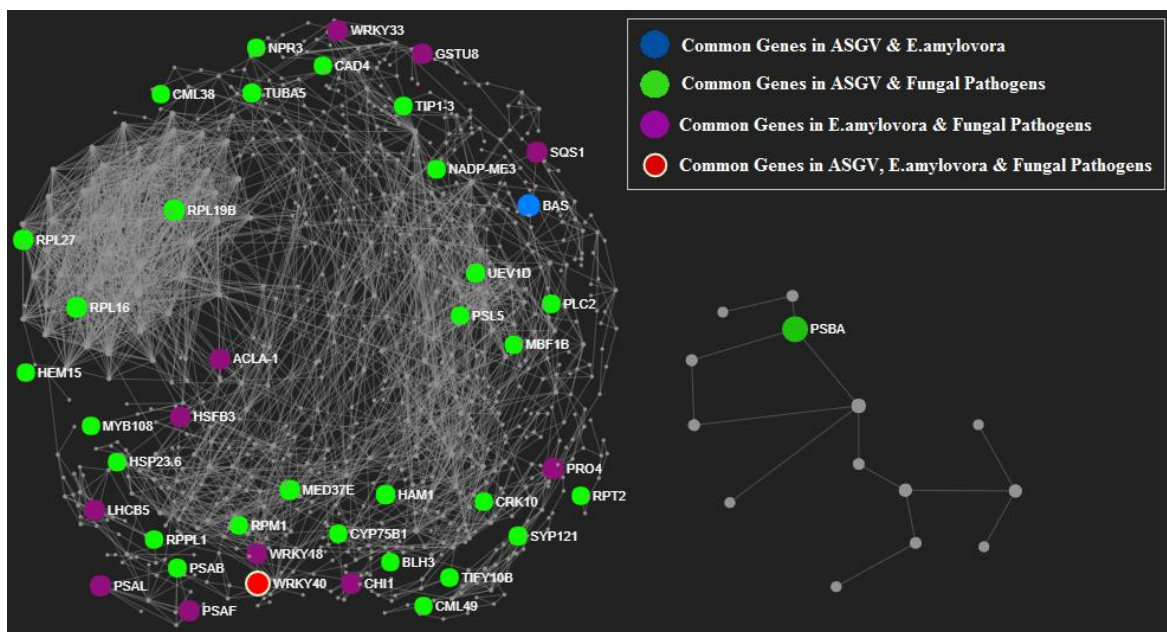 WRKY33
NPR3
GSTU8
CAD4
CML38
TUBA5
TIP1-3
SQS1
NADP-ME3
BAS
RPL19B
RPL27
UEV1D
RPL16
PLC2
PSL5
MBF1B
ACLA-1
HEM15
HSFB3
MYB108
HSP23.6
PRO4
MED37E
HAM1
CRK10
RPT2
LHCB5
RPM1
CYP75B1
SYP121
RPPL1
WRKY18
BLH3
PSAB
TIFY10B
PSAL
WRKY40
CHI1
CML49
PSAF
Common Genes in ASGV & E.amylovora
Common Genes in ASGV & Fungal Pathogens
Common Genes in E.amylovora & Fungal Pathogens
Common Genes in ASGV, E.amylovora & Fungal Pathogens
PSBA